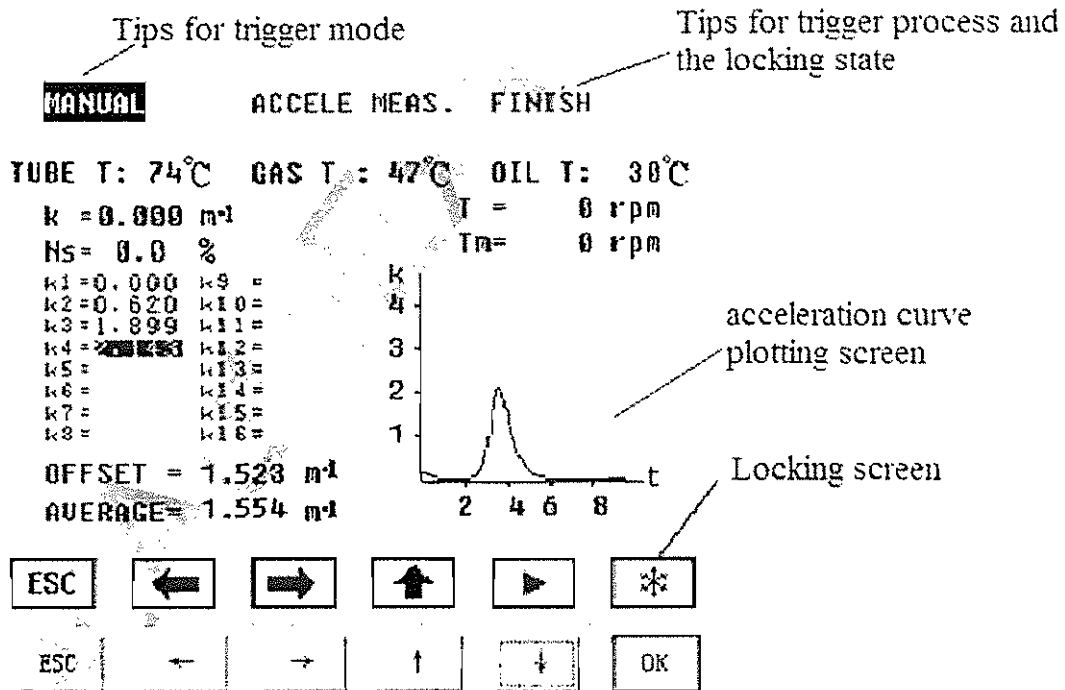 Tips for trigger mode
Tips for trigger process and
the locking state
MANUAL ACCELE MEAS. FINISH
TUBE T: 74℃ GAS T : 47℃ OIL T: 30℃
k =0.000 m-1 T = 0 rpm
Ns= 0.0 % Tm= 0 rpm
k1=0.000 k9 =
k2=0.620 k10=
k3=1.899 k11=
k4= k12=
k5= k13=
k6= k14=
k7= k15=
k8= k16=
OFFSET = 1.523 m-1
AVERAGE= 1.554 m-1
k
4
3
2
1
2 4 6 8 t
acceleration curve
plotting screen
Locking screen
ESC
ESC ← → ↑ ↓ OK